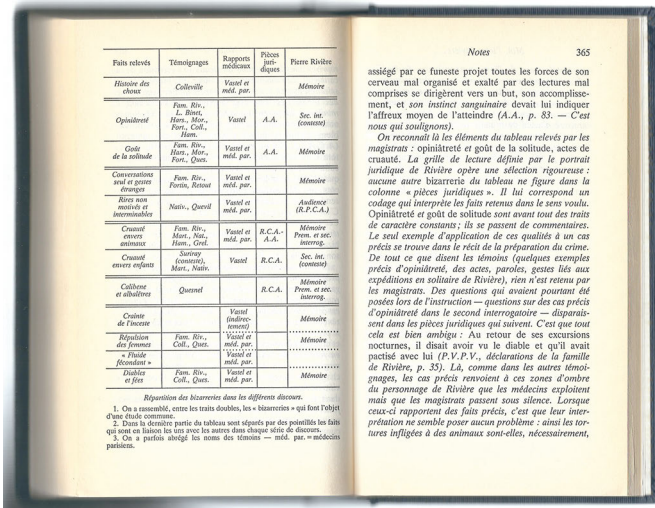 Faits relevés Témoignages Rapports médicaux Pièces juri-diques Pierre Rivière
Histoire des choux Colleville Vastel et méd. par. Mémoire
Opiniâtreté Fam. Riv., L. Binet, Hars., Mor., Fort., Coll., Ham. Vastel A.A. Sec. int. (conteste)
Goût de la solitude Fam. Riv., Hars., Mor., Fort., Ques. Vastel et méd. par. A.A. Mémoire
Conversations seul et gestes étranges Fam. Riv., Fortin, Retout Vastel et méd. par. Mémoire
Rires non motivés et interminables Nativ., Quevil Vastel et méd. par. Audience (R.P.C.A.)
Cruauté envers animaux Fam. Riv., Mart., Nat., Ham., Grel. Vastel et méd. par. R.C.A.- A.A. Mémoire Prem. et sec. interrog.
Cruauté envers enfants Suriray (conteste), Mart., Nativ. Vastel R.C.A. Sec. int. (conteste)
Calibene et albalêtres Quesnel R.C.A. Mémoire Prem. et sec. interrog.
Crainte de l'inceste Vastel (indirec-tement) Mémoire
Répulsion des femmes Fam. Riv., Coll., Ques. Vastel et méd. par. Mémoire
« Fluide fécondant » Vastel et méd. par.
Diables et fées Fam. Riv., Coll., Ques. Vastel et méd. par. Mémoire
Répartition des bizarreries dans les différents discours.
1. On a rassemblé, entre les traits doubles, les « bizarreries » qui font l'objet
d'une étude commune.
2. Dans la dernière partie du tableau sont séparés par des pointillés les faits
qui sont en liaison les uns avec les autres dans chaque série de discours.
3. On a parfois abrégé les noms des témoins — méd. par. = médecins
parisiens.
Notes 365
assiégé par ce funeste projet toutes les forces de son
cerveau mal organisé et exalté par des lectures mal
comprises se dirigèrent vers un but, son accomplisse-
ment, et son instinct sanguinaire devait lui indiquer
l'affreux moyen de l'atteindre (A.A., p. 83. — C'est
nous qui soulignons).
On reconnaît là les éléments du tableau relevés par les
magistrats : opiniâtreté et goût de la solitude, actes de
cruauté. La grille de lecture définie par le portrait
juridique de Rivière opère une sélection rigoureuse :
aucune autre bizarrerie du tableau ne figure dans la
colonne « pièces juridiques ». Il lui correspond un
codage qui interprète les faits retenus dans le sens voulu.
Opiniâtreté et goût de solitude sont avant tout des traits
de caractère constants ; ils se passent de commentaires.
Le seul exemple d'application de ces qualités à un cas
précis se trouve dans le récit de la préparation du crime.
De tout ce que disent les témoins (quelques exemples
précis d'opiniâtreté, des actes, paroles, gestes liés aux
expéditions en solitaire de Rivière), rien n'est retenu par
les magistrats. Des questions qui avaient pourtant été
posées lors de l'instruction — questions sur des cas précis
d'opiniâtreté dans le second interrogatoire — disparais-
sent dans les pièces juridiques qui suivent. C'est que tout
cela est bien ambigu : Au retour de ses excursions
nocturnes, il disait avoir vu le diable et qu'il avait
pactisé avec lui (P.V.P.V., déclarations de la famille
de Rivière, p. 35). Là, comme dans les autres témoi-
gnages, les cas précis renvoient à ces zones d'ombre
du personnage de Rivière que les médecins exploitent
mais que les magistrats passent sous silence. Lorsque
ceux-ci rapportent des faits précis, c'est que leur inter-
prétation ne semble poser aucun problème : ainsi les tor-
tures infligées à des animaux sont-elles, nécessairement,